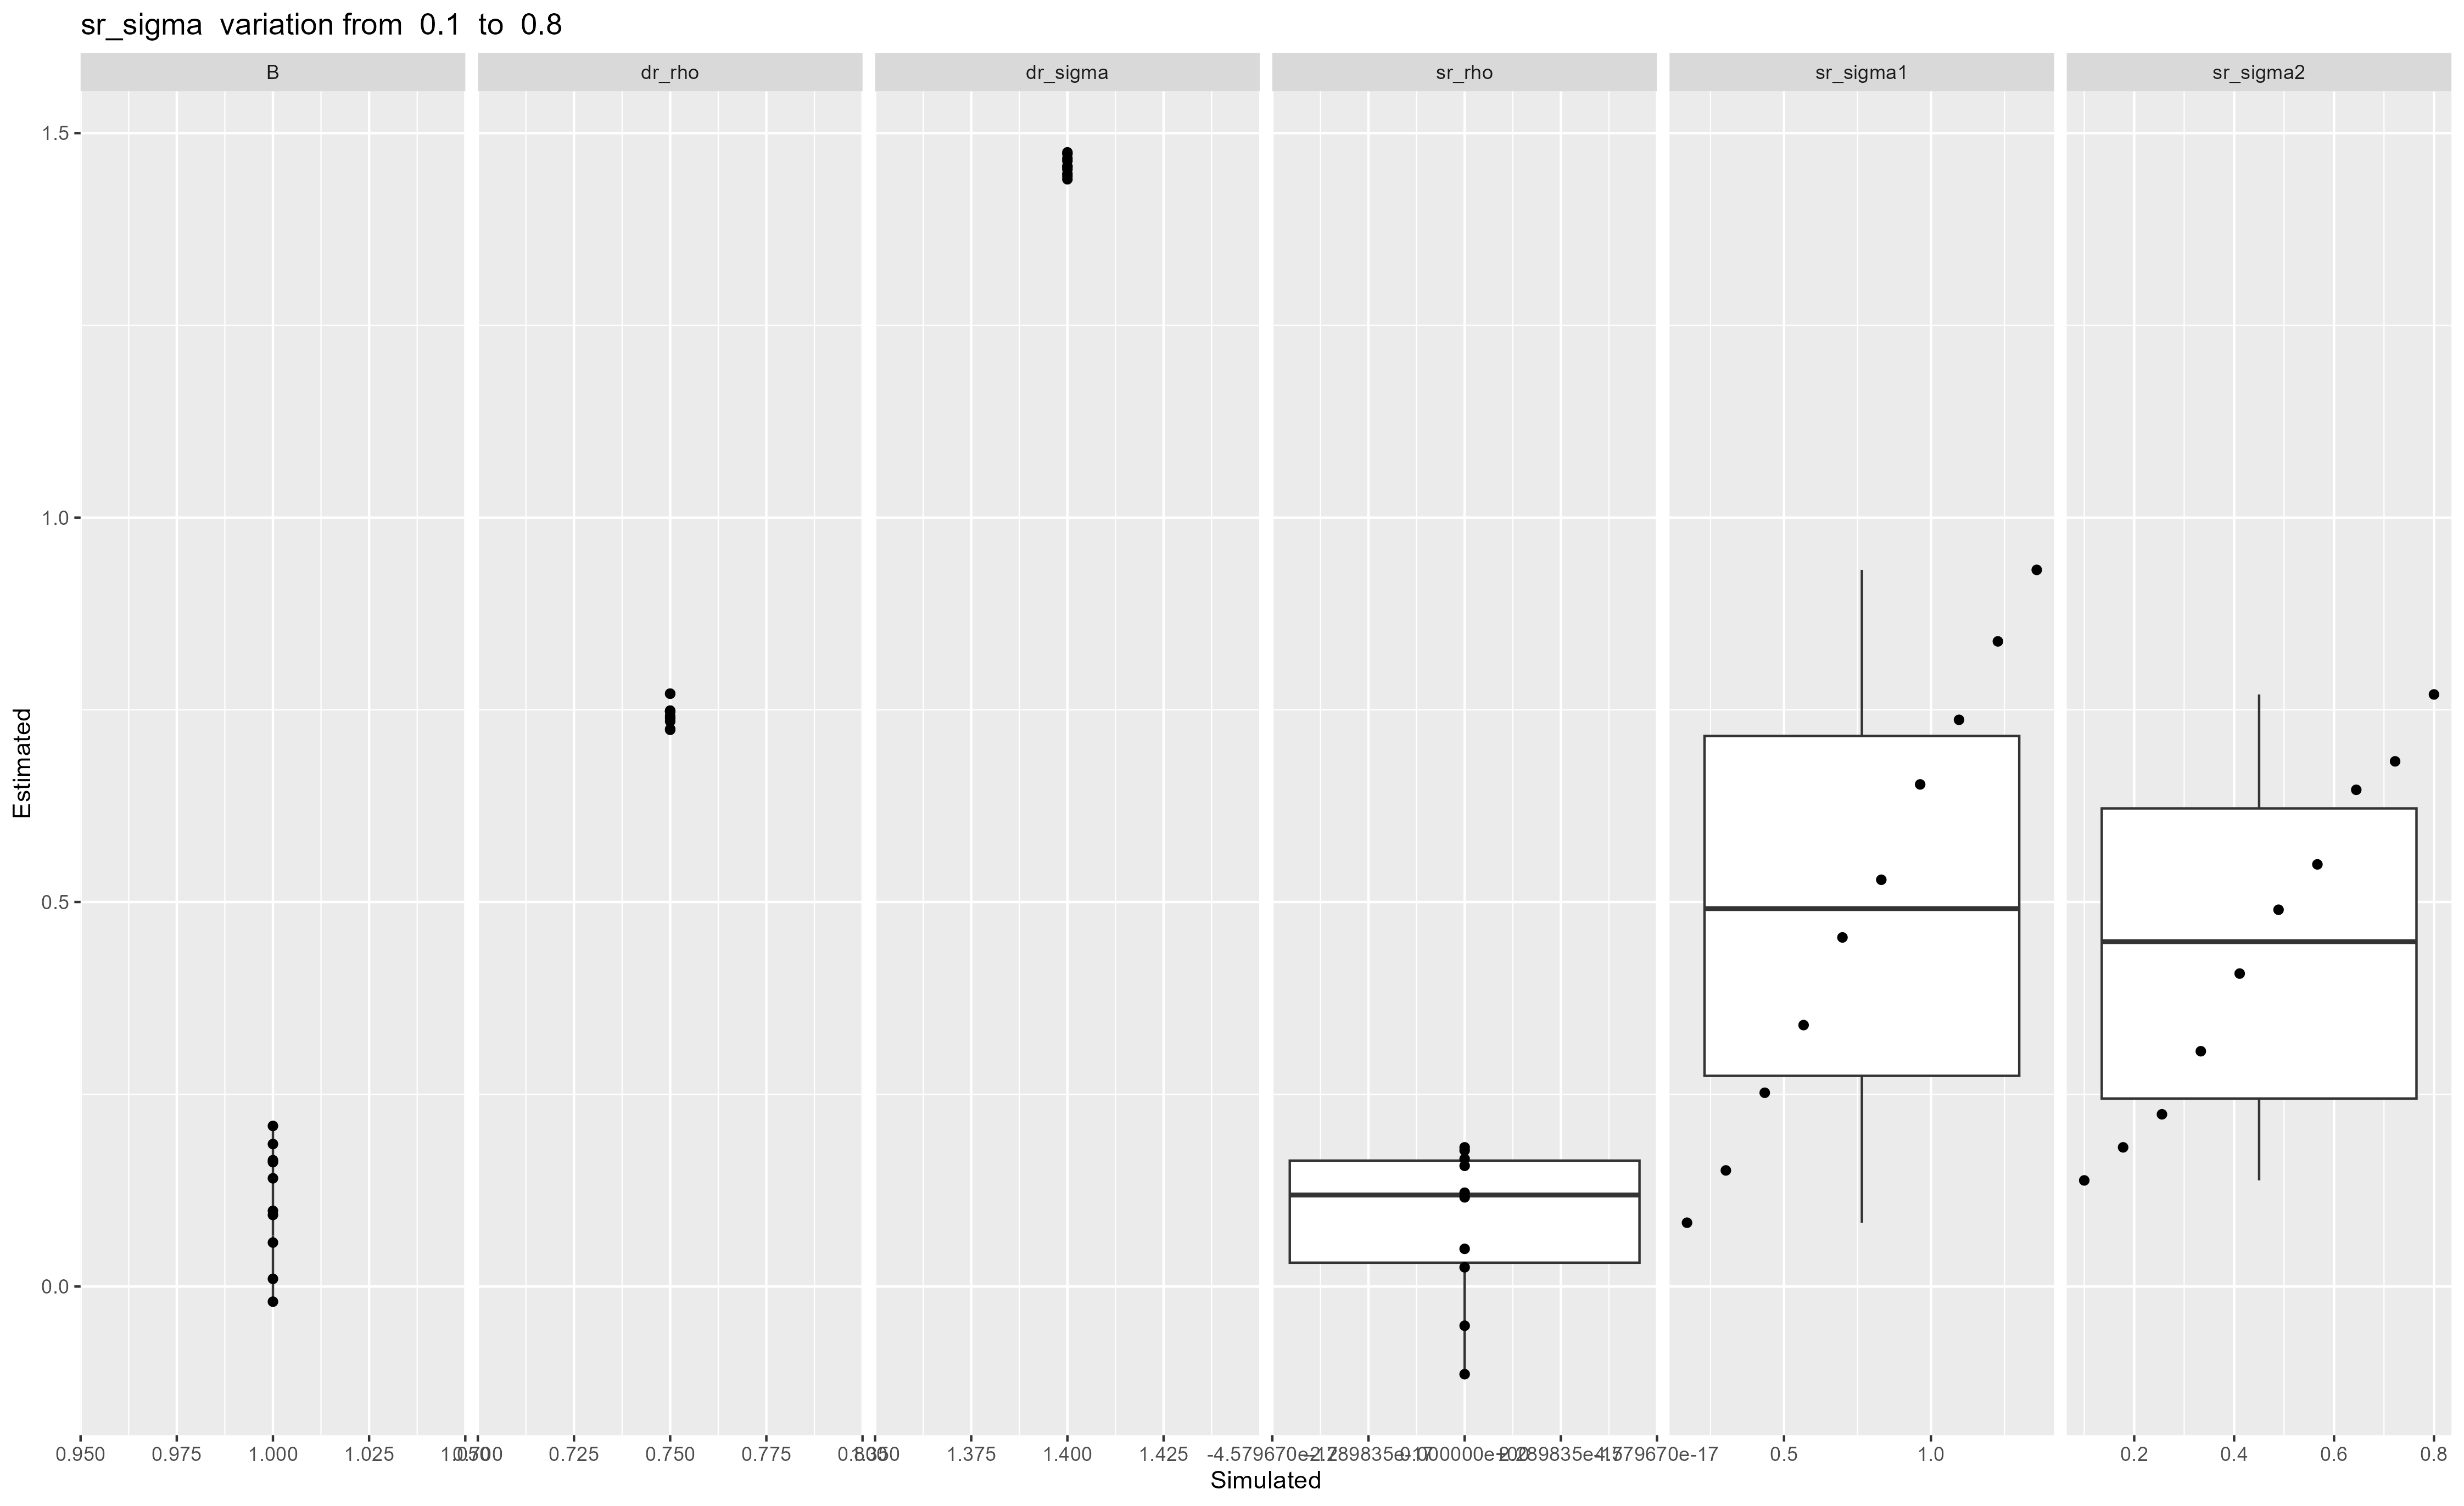 sr_sigma  variation from  0.1  to  0.8
B dr_rho dr_sigma sr_rho sr_sigma1 sr_sigma2
1.5
1.0
0.5
0.0
Estimated
0.950 0.975 1.000 1.025 0.725 0.750 0.775 1.375 1.400 1.425 0.5 1.0 0.2 0.4 0.6 0.8
Simulated